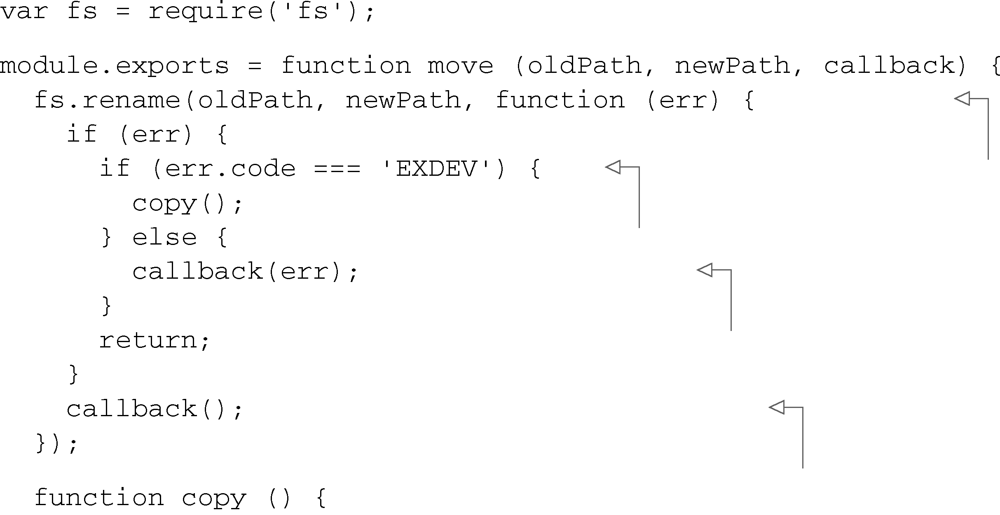 var fs = require('fs');
module.exports = function move (oldPath, newPath, callback) {
  fs.rename(oldPath, newPath, function (err) {
    if (err) {
      if (err.code === 'EXDEV') {
        copy();
      } else {
        callback(err);
      }
      return;
    }
    callback();
  });
  function copy () {